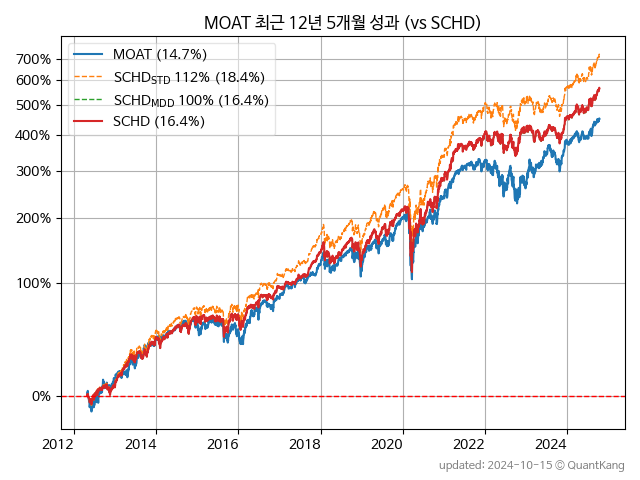 MOAT 최근 12년 5개월 성과 (vs SCHD)
MOAT (14.7%)
SCHDSTD 112% (18.4%)
SCHDMDD 100% (16.4%)
SCHD (16.4%)
700%
600%
500%
400%
300%
200%
100%
0%
2012 2014 2016 2018 2020 2022 2024
updated: 2024-10-15 © QuantKang